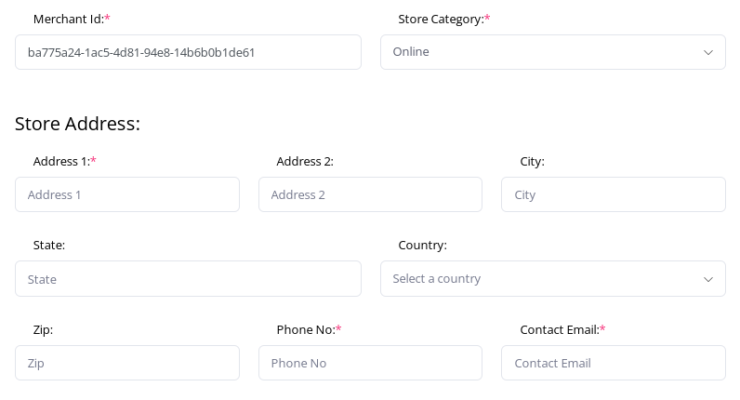 Merchant Id:* Store Category:*
ba775a24-1ac5-4d81-94e8-14b6b0b1de61 Online
Store Address:
Address 1:* Address 2: City:
Address 1 Address 2 City
State: Country:
State Select a country
Zip: Phone No:* Contact Email:*
Zip Phone No Contact Email